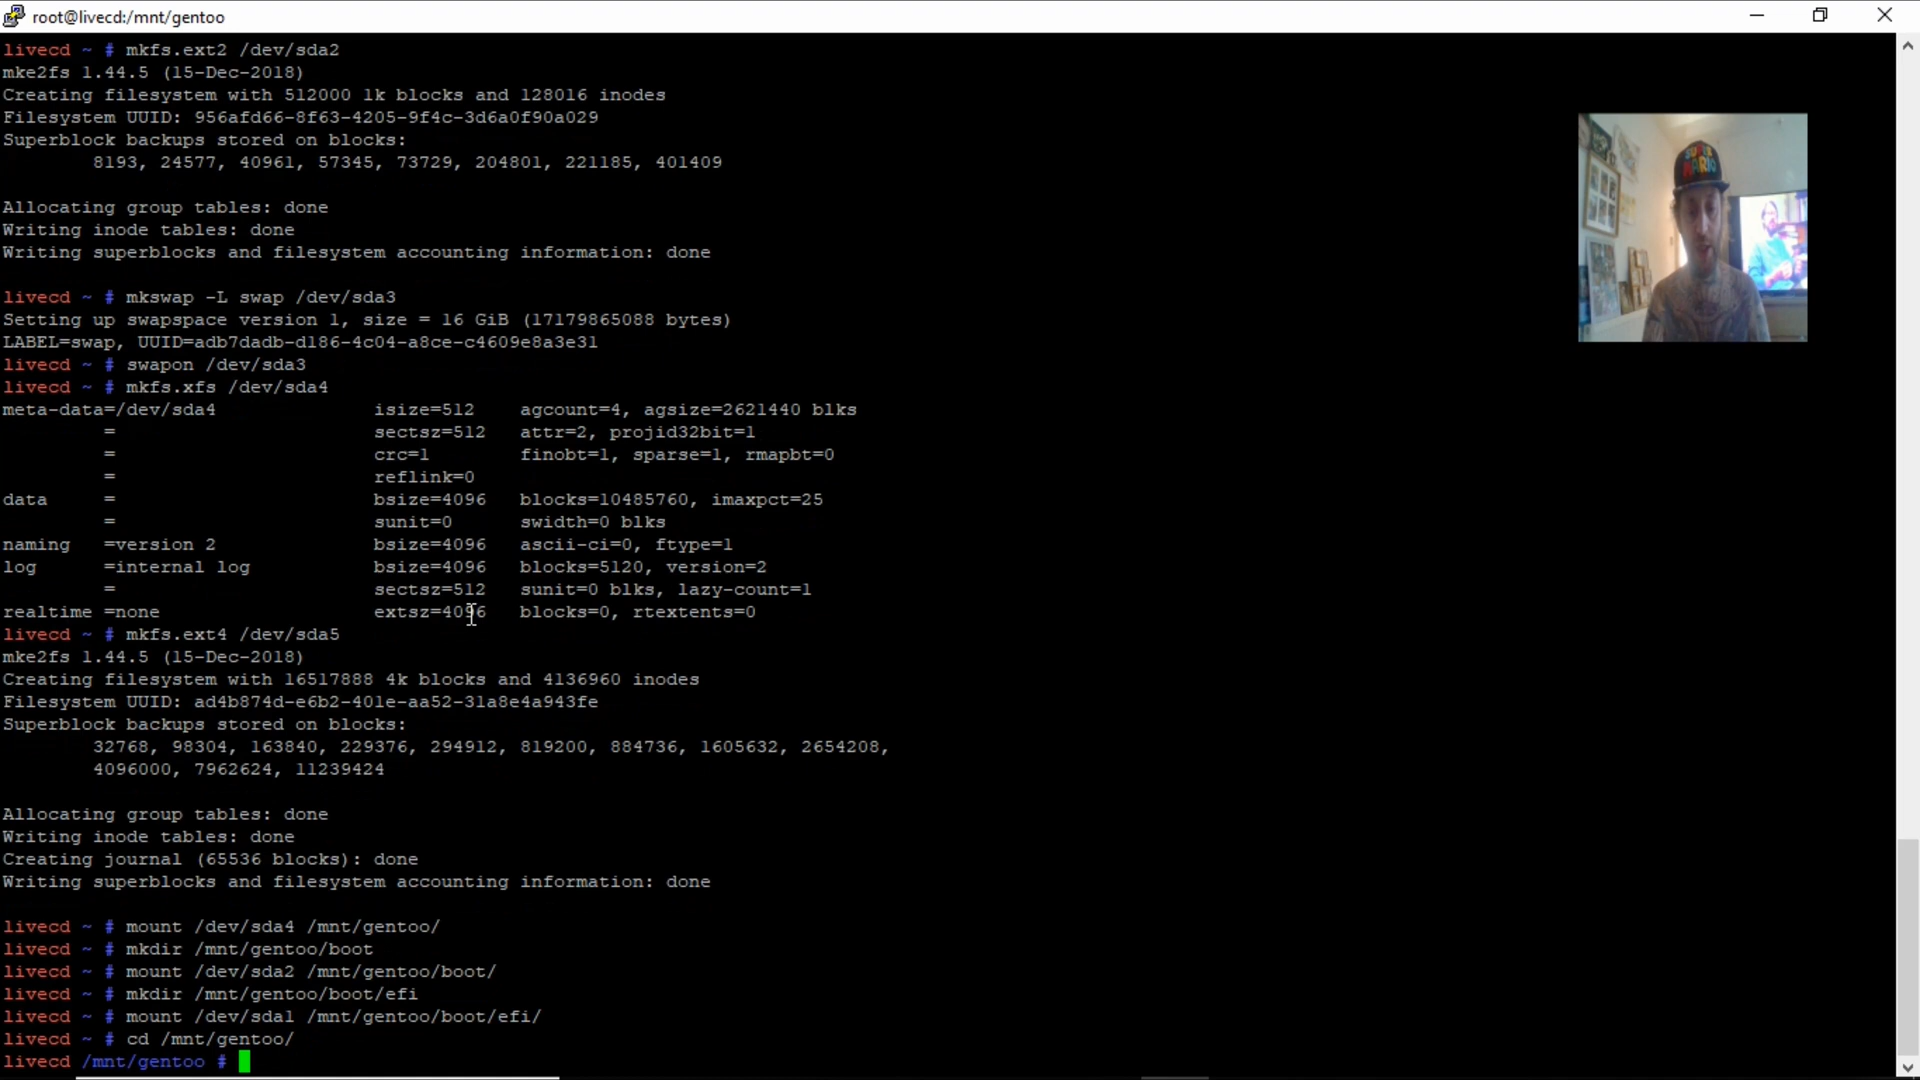 root@livecd:/mnt/gentoo
livecd ~ # mkfs.ext2 /dev/sda2
mke2fs 1.44.5 (15-Dec-2018)
Creating filesystem with 512000 1k blocks and 128016 inodes
Filesystem UUID: 956afd66-8f63-4205-9f4c-3d6a0f90a029
Superblock backups stored on blocks:
        8193, 24577, 40961, 57345, 73729, 204801, 221185, 401409
Allocating group tables: done
Writing inode tables: done
Writing superblocks and filesystem accounting information: done
livecd ~ # mkswap -L swap /dev/sda3
Setting up swapspace version 1, size = 16 GiB (17179865088 bytes)
LABEL=swap, UUID=adb7dadb-d186-4c04-a8ce-c4609e8a3e31
livecd ~ # swapon /dev/sda3
livecd ~ # mkfs.xfs /dev/sda4
meta-data=/dev/sda4              isize=512    agcount=4, agsize=2621440 blks
         =                       sectsz=512   attr=2, projid32bit=1
         =                       crc=1        finobt=1, sparse=1, rmapbt=0
         =                       reflink=0
data     =                       bsize=4096   blocks=10485760, imaxpct=25
         =                       sunit=0      swidth=0 blks
naming   =version 2              bsize=4096   ascii-ci=0, ftype=1
log      =internal log           bsize=4096   blocks=5120, version=2
         =                       sectsz=512   sunit=0 blks, lazy-count=1
realtime =none                   extsz=4096   blocks=0, rtextents=0
livecd ~ # mkfs.ext4 /dev/sda5
mke2fs 1.44.5 (15-Dec-2018)
Creating filesystem with 16517888 4k blocks and 4136960 inodes
Filesystem UUID: ad4b874d-e6b2-401e-aa52-31a8e4a943fe
Superblock backups stored on blocks:
        32768, 98304, 163840, 229376, 294912, 819200, 884736, 1605632, 2654208,
        4096000, 7962624, 11239424
Allocating group tables: done
Writing inode tables: done
Creating journal (65536 blocks): done
Writing superblocks and filesystem accounting information: done
livecd ~ # mount /dev/sda4 /mnt/gentoo/
livecd ~ # mkdir /mnt/gentoo/boot
livecd ~ # mount /dev/sda2 /mnt/gentoo/boot/
livecd ~ # mkdir /mnt/gentoo/boot/efi
livecd ~ # mount /dev/sda1 /mnt/gentoo/boot/efi/
livecd ~ # cd /mnt/gentoo/
livecd /mnt/gentoo #
SUPER
MARIO